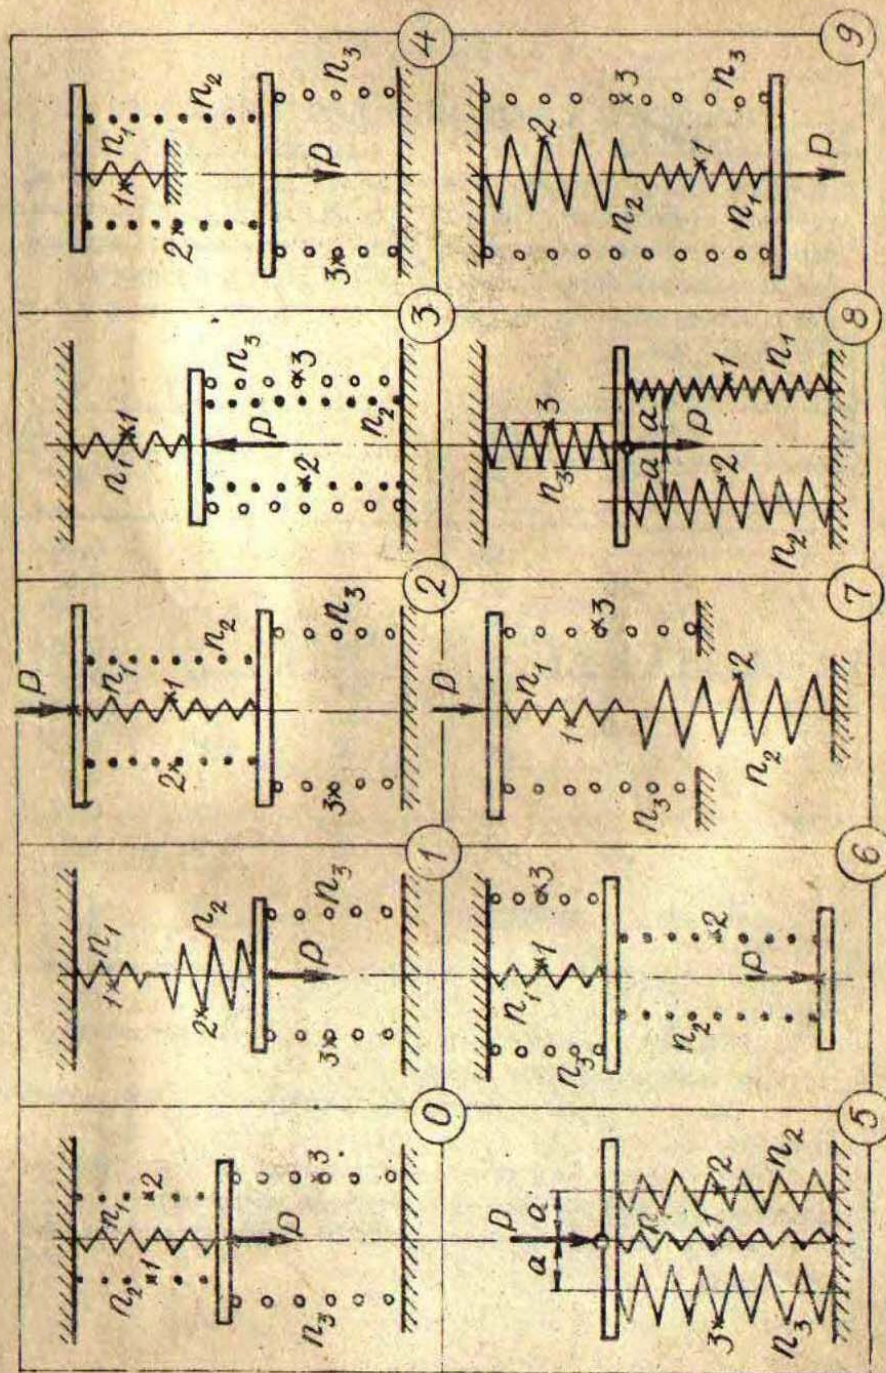 n₂ n₁ 1 2 P n₃ 3 0
1 n₁ 2 n₂ P 3 n₃ 1
P n₁ n₂ 1 2 3 n₃ 2
n₁ 1 P n₃ 3 2 n₂ 3
n₁ 1 n₂ 2 P n₃ 3 4
P a a 3 n₃ 1 2 n₂ 5
n₁ 1 n₃ 3 n₂ 2 P 6
P n₁ 1 n₃ 3 2 n₂ 7
n₃ 3 a a P 2 n₂ 1 n₁ 8
2 n₂ 3 n₃ 1 n₁ P 9